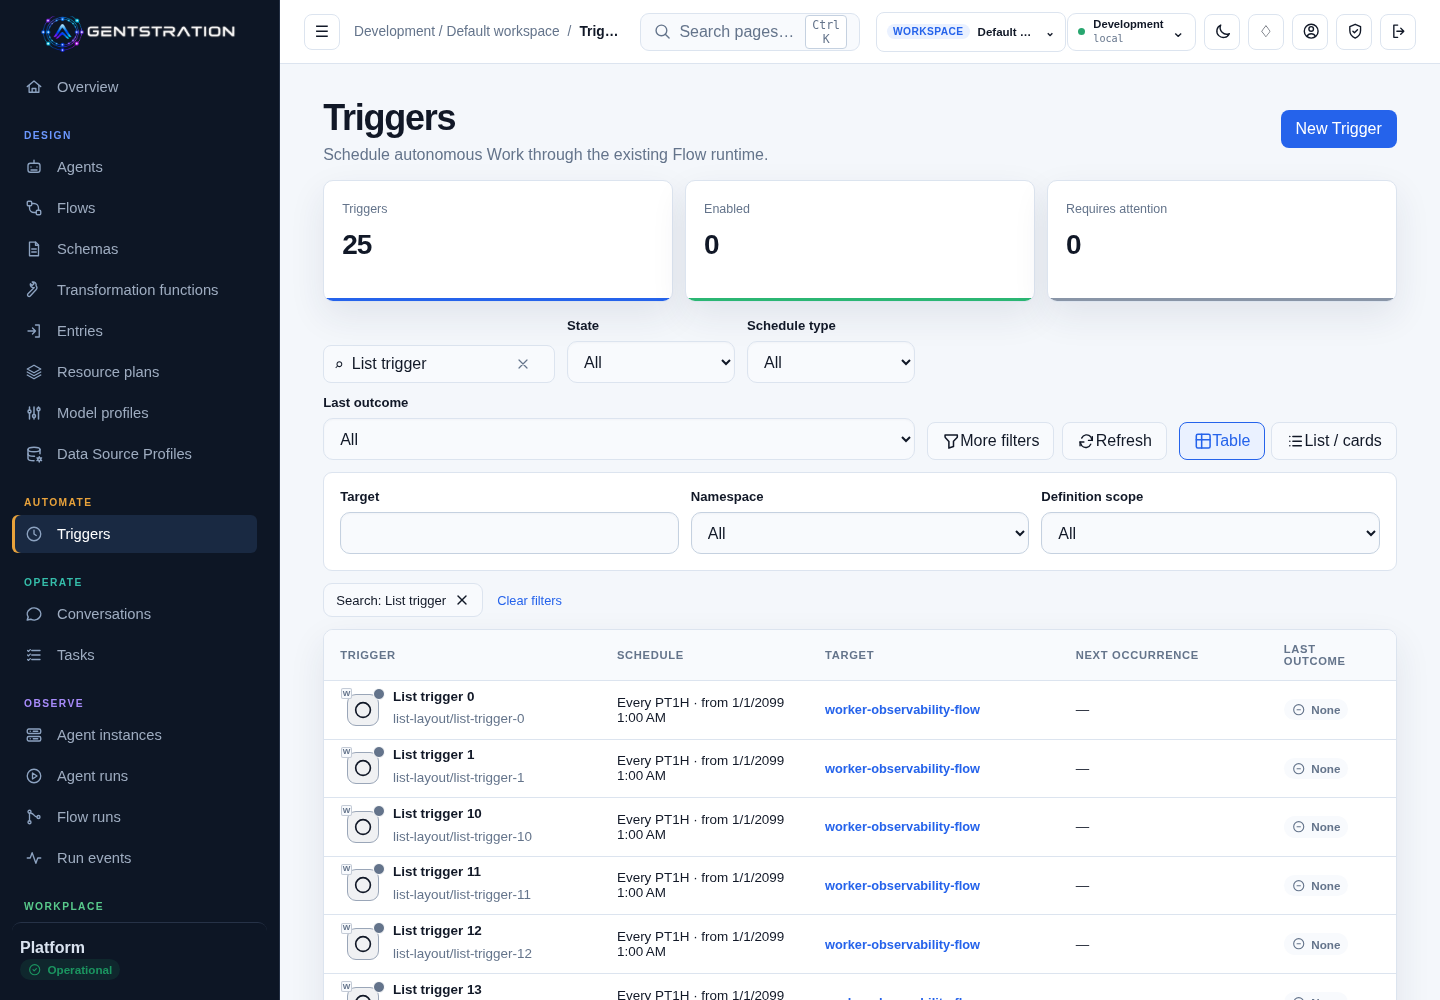 GENTSTRATION
☰
Development / Default workspace / Trig...
Search pages...
Ctrl K
WORKSPACE Default ...
Development
local
Overview
DESIGN
Agents
Flows
Schemas
Transformation functions
Entries
Resource plans
Model profiles
Data Source Profiles
AUTOMATE
Triggers
OPERATE
Conversations
Tasks
OBSERVE
Agent instances
Agent runs
Flow runs
Run events
WORKPLACE
Platform
Operational
Triggers
Schedule autonomous Work through the existing Flow runtime.
New Trigger
Triggers
25
Enabled
0
Requires attention
0
List trigger
State
All
Schedule type
All
Last outcome
All
More filters
Refresh
Table
List / cards
Target
Namespace
All
Definition scope
All
Search: List trigger
Clear filters
TRIGGER SCHEDULE TARGET NEXT OCCURRENCE LAST OUTCOME
W
List trigger 0
list-layout/list-trigger-0
Every PT1H · from 1/1/2099
1:00 AM
worker-observability-flow
—
None
W
List trigger 1
list-layout/list-trigger-1
Every PT1H · from 1/1/2099
1:00 AM
worker-observability-flow
—
None
W
List trigger 10
list-layout/list-trigger-10
Every PT1H · from 1/1/2099
1:00 AM
worker-observability-flow
—
None
W
List trigger 11
list-layout/list-trigger-11
Every PT1H · from 1/1/2099
1:00 AM
worker-observability-flow
—
None
W
List trigger 12
list-layout/list-trigger-12
Every PT1H · from 1/1/2099
1:00 AM
worker-observability-flow
—
None
W
List trigger 13
Every PT1H · from 1/1/2099